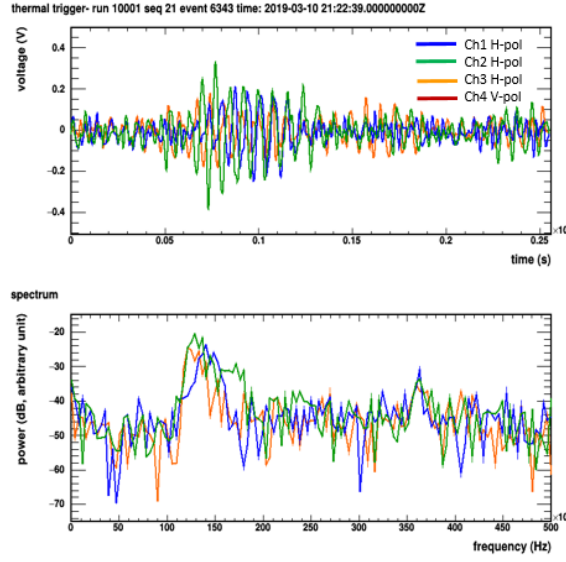 thermal trigger- run 10001 seq 21 event 6343 time: 2019-03-10 21:22:39.000000000Z
voltage (V)
0.4
0.2
0
-0.2
-0.4
Ch1 H-pol
Ch2 H-pol
Ch3 H-pol
Ch4 V-pol
0 0.05 0.1 0.15 0.2 0.25
×10
time (s)
spectrum
power (dB, arbitrary unit)
-20
-30
-40
-50
-60
-70
0 50 100 150 200 250 300 350 400 450 500
×10
frequency (Hz)